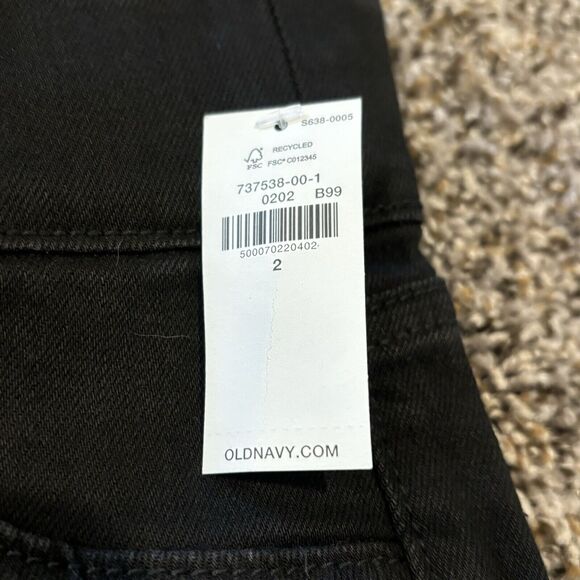 S638-0005
RECYCLED
FSC FSC® C012345
737538-00-1
0202 B99
500070220402
2
OLDNAVY.COM